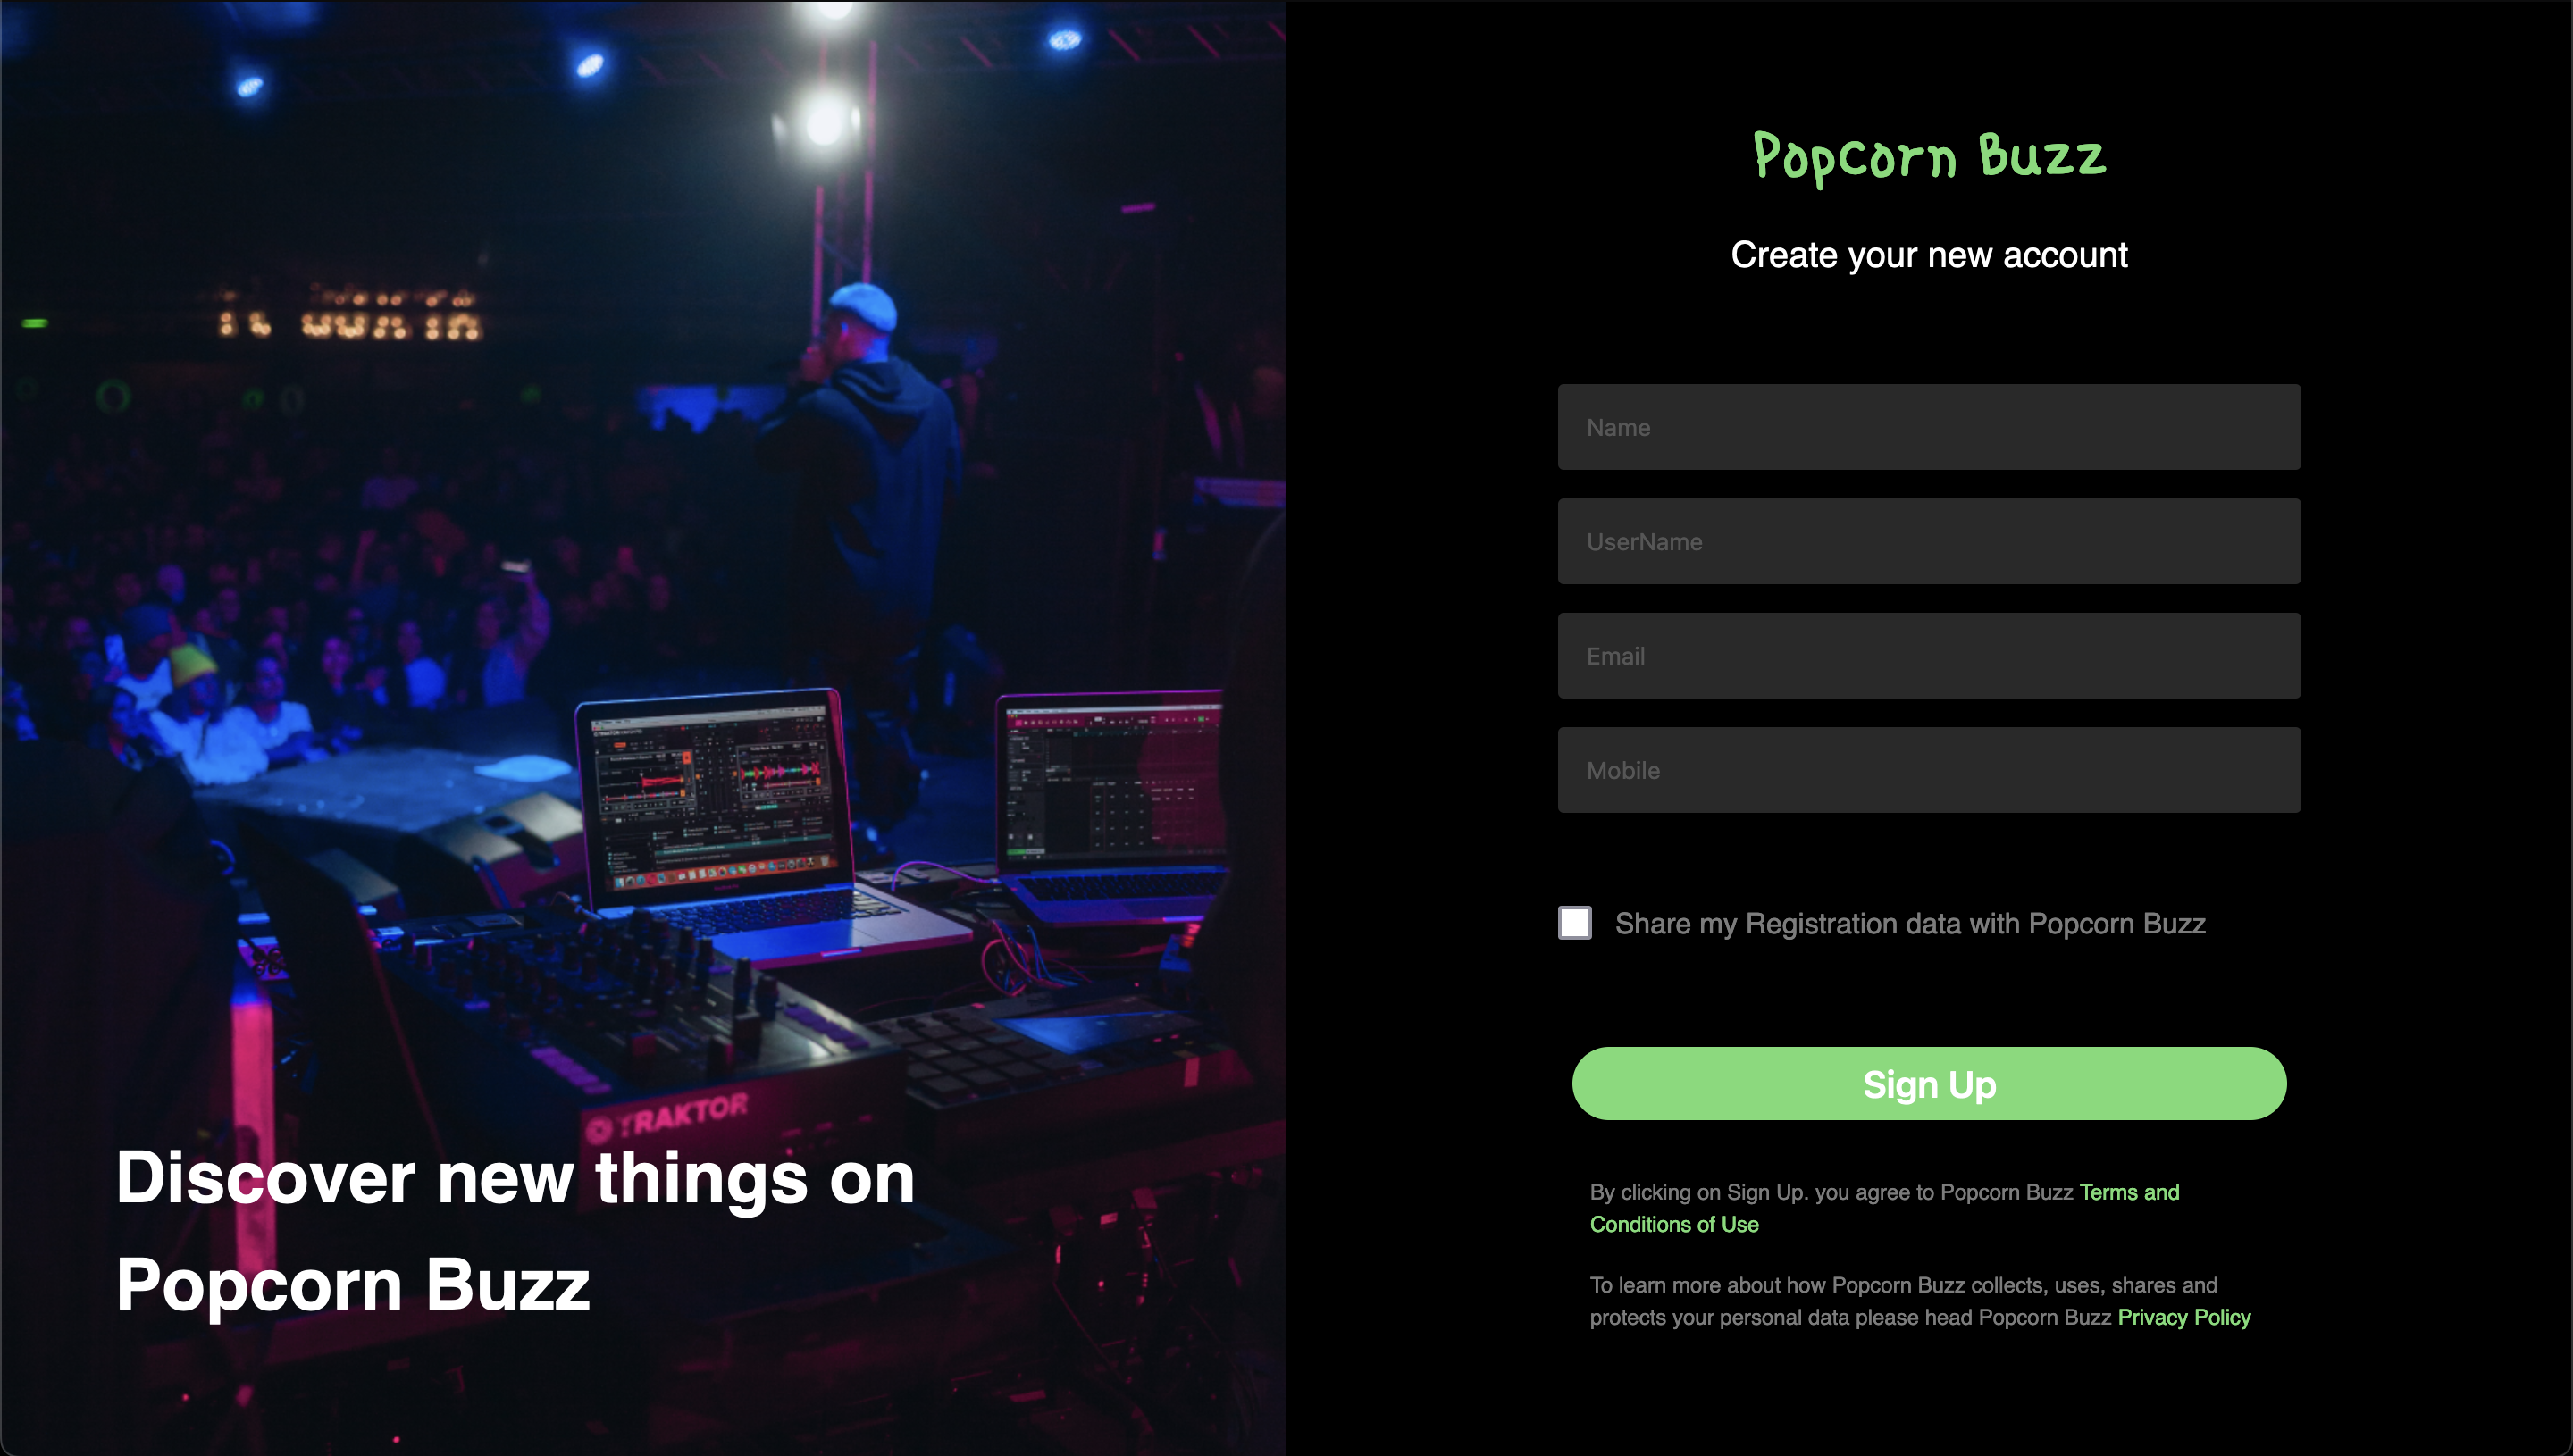 TRAKTOR
Discover new things on
Popcorn Buzz
Popcorn Buzz
Create your new account
Name
UserName
Email
Mobile
Share my Registration data with Popcorn Buzz
Sign Up
By clicking on Sign Up. you agree to Popcorn Buzz Terms and
Conditions of Use
To learn more about how Popcorn Buzz collects, uses, shares and
protects your personal data please head Popcorn Buzz Privacy Policy